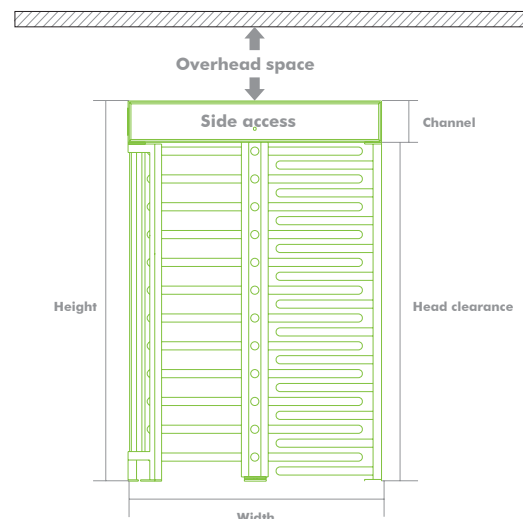 Overhead space
Side access
Channel
Height
Head clearance
Width